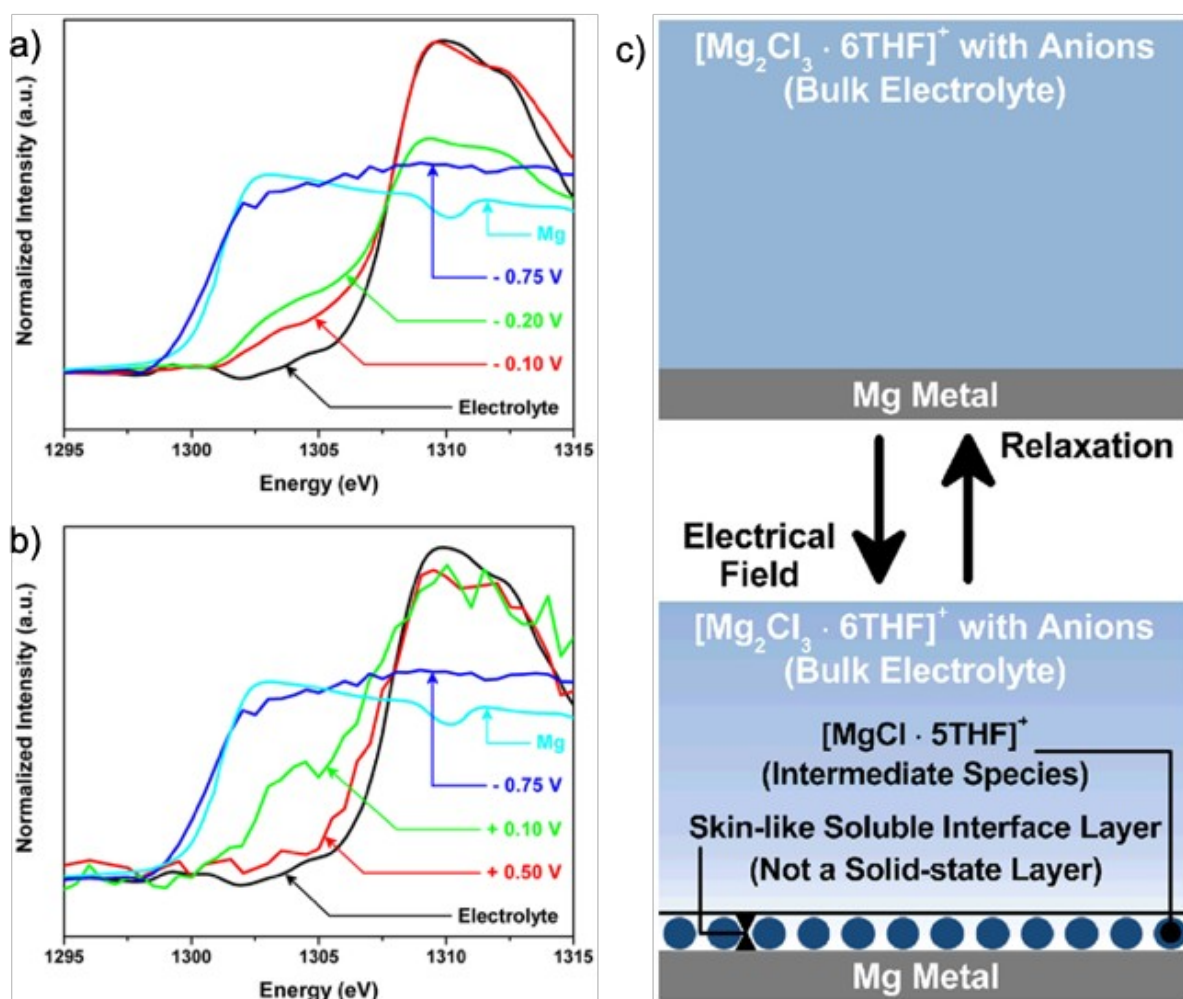 a)
Normalized Intensity (a.u.)
Mg
- 0.75 V
- 0.20 V
- 0.10 V
Electrolyte
1295 1300 1305 1310 1315
Energy (eV)
b)
Normalized Intensity (a.u.)
Mg
- 0.75 V
+ 0.10 V
+ 0.50 V
Electrolyte
1295 1300 1305 1310 1315
Energy (eV)
c)
[Mg₂Cl₃ · 6THF]⁺ with Anions
(Bulk Electrolyte)
Mg Metal
Relaxation
Electrical
Field
[Mg₂Cl₃ · 6THF]⁺ with Anions
(Bulk Electrolyte)
[MgCl · 5THF]⁺
(Intermediate Species)
Skin-like Soluble Interface Layer
(Not a Solid-state Layer)
Mg Metal